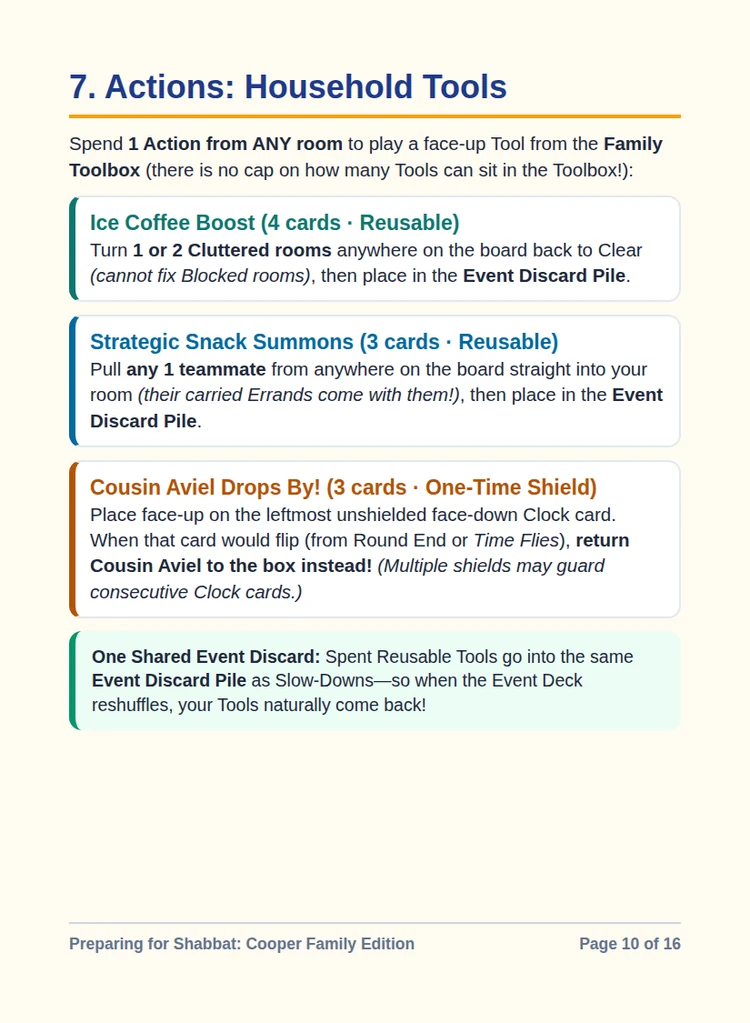 7. Actions: Household Tools
Spend 1 Action from ANY room to play a face-up Tool from the Family
Toolbox (there is no cap on how many Tools can sit in the Toolbox!):
Ice Coffee Boost (4 cards · Reusable)
Turn 1 or 2 Cluttered rooms anywhere on the board back to Clear
(cannot fix Blocked rooms), then place in the Event Discard Pile.
Strategic Snack Summons (3 cards · Reusable)
Pull any 1 teammate from anywhere on the board straight into your
room (their carried Errands come with them!), then place in the Event
Discard Pile.
Cousin Aviel Drops By! (3 cards · One-Time Shield)
Place face-up on the leftmost unshielded face-down Clock card.
When that card would flip (from Round End or Time Flies), return
Cousin Aviel to the box instead! (Multiple shields may guard
consecutive Clock cards.)
One Shared Event Discard: Spent Reusable Tools go into the same
Event Discard Pile as Slow-Downs—so when the Event Deck
reshuffles, your Tools naturally come back!
Preparing for Shabbat: Cooper Family Edition
Page 10 of 16